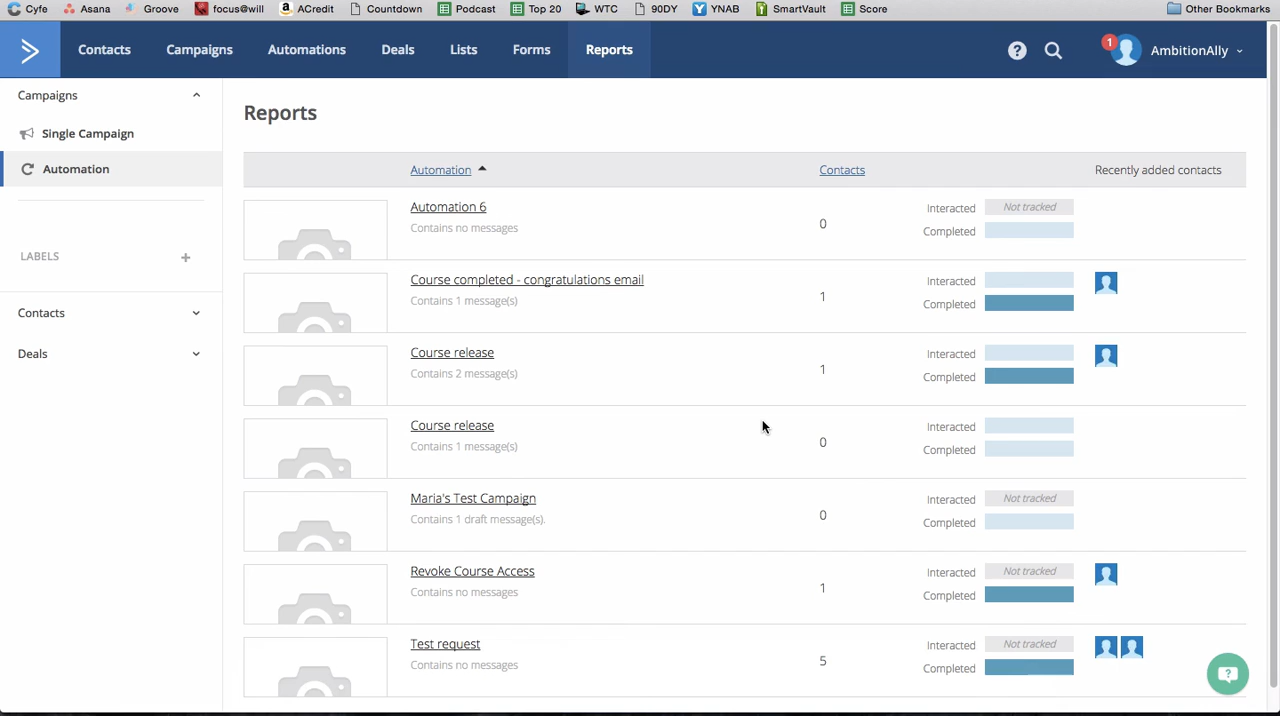 Cyfe Asana Groove focus@will ACredit Countdown Podcast Top 20 WTC 90DY YNAB SmartVault Score Other Bookmarks
Contacts Campaigns Automations Deals Lists Forms Reports ? 1 AmbitionAlly
Campaigns
Single Campaign
Automation
LABELS +
Contacts
Deals
Reports
Automation Contacts Recently added contacts
Automation 6
Contains no messages
0
Interacted Not tracked
Completed
Course completed - congratulations email
Contains 1 message(s)
1
Interacted
Completed
Course release
Contains 2 message(s)
1
Interacted
Completed
Course release
Contains 1 message(s)
0
Interacted
Completed
Maria's Test Campaign
Contains 1 draft message(s).
0
Interacted Not tracked
Completed
Revoke Course Access
Contains no messages
1
Interacted Not tracked
Completed
Test request
Contains no messages
5
Interacted Not tracked
Completed